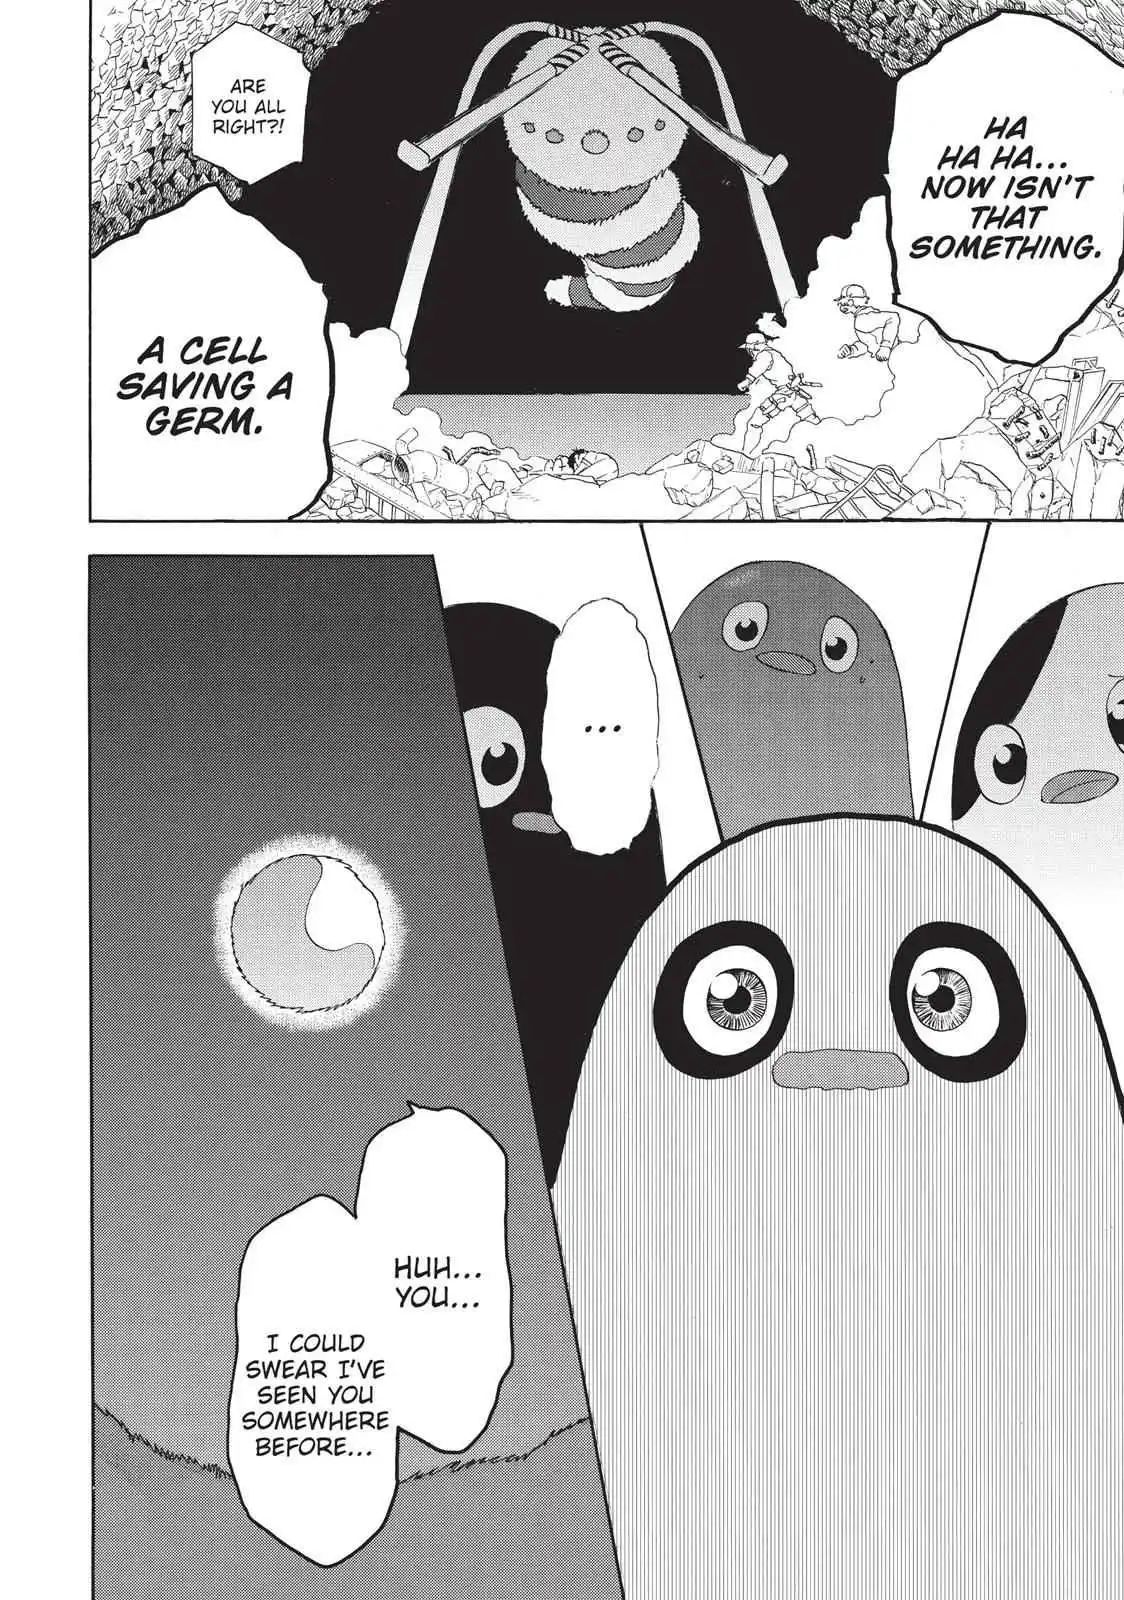 HA
HA HA...
NOW ISN'T
THAT
SOMETHING.
ARE
YOU ALL
RIGHT?!
A CELL
SAVING A
GERM.
...
HUH...
YOU...
I COULD
SWEAR I'VE
SEEN YOU
SOMEWHERE
BEFORE...